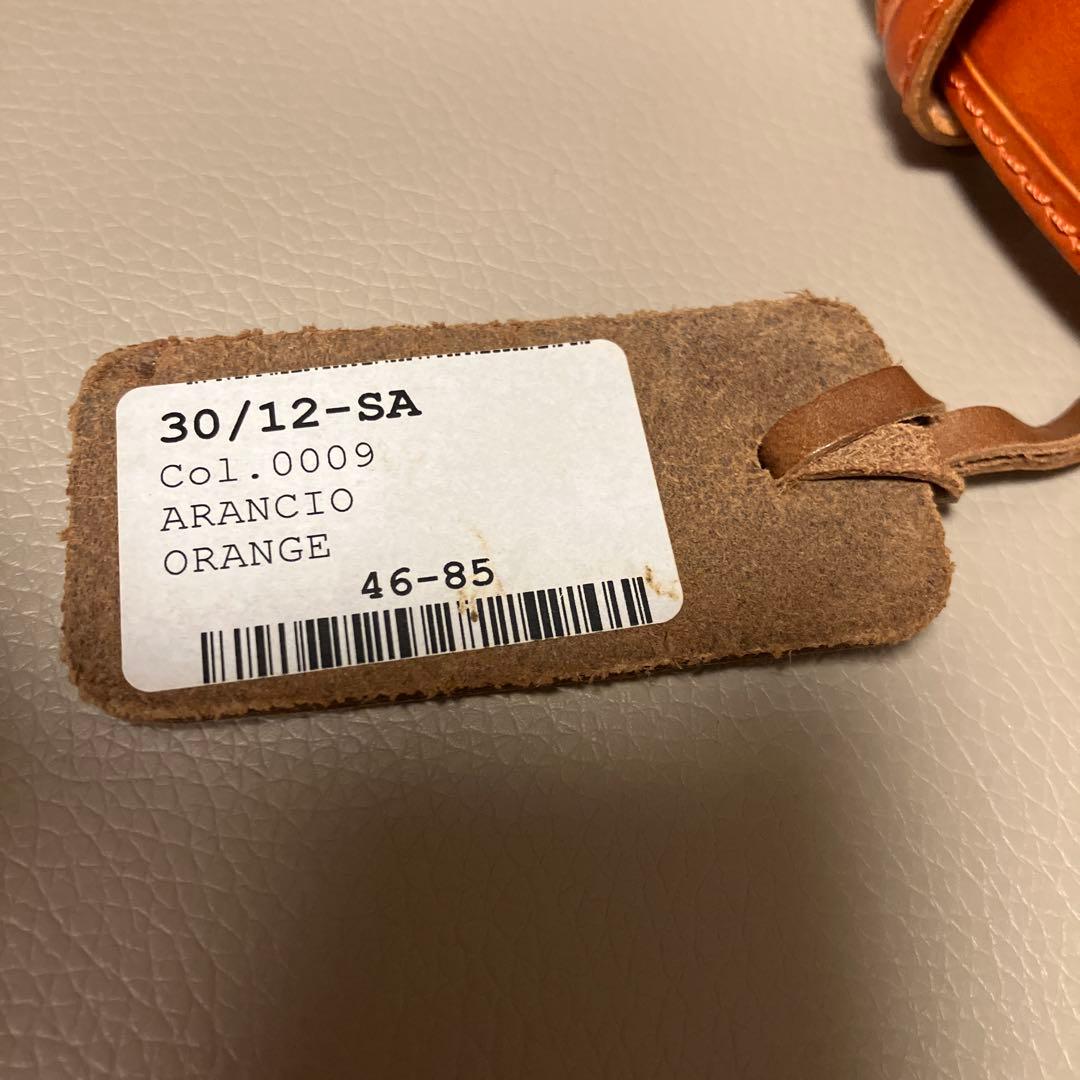 30/12-SA
Col.0009
ARANCIO
ORANGE
46-85